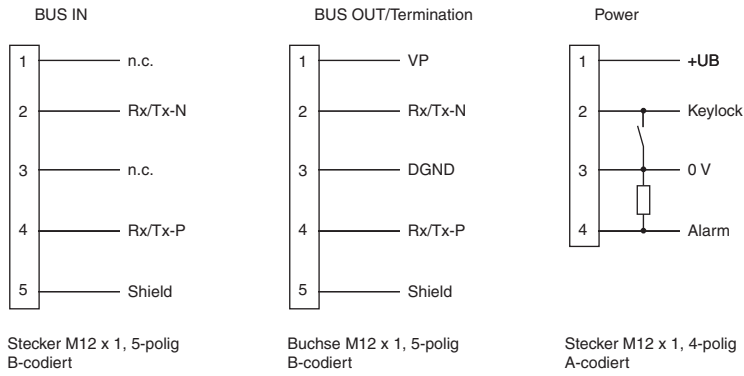 BUS IN
1 n.c.
2 Rx/Tx-N
3 n.c.
4 Rx/Tx-P
5 Shield
Stecker M12 x 1, 5-polig
B-codiert
BUS OUT/Termination
1 VP
2 Rx/Tx-N
3 DGND
4 Rx/Tx-P
5 Shield
Buchse M12 x 1, 5-polig
B-codiert
Power
1 +UB
2 Keylock
3 0 V
4 Alarm
Stecker M12 x 1, 4-polig
A-codiert